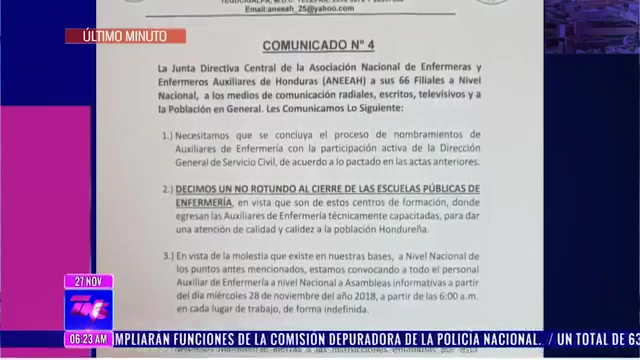 ÚLTIMO MINUTO
Email:aneeah_25@yahoo.com
COMUNICADO N° 4
La Junta Directiva Central de la Asociación Nacional de Enfermeras y
Enfermeros Auxiliares de Honduras (ANEEAH) a sus 66 Filiales a Nivel
Nacional, a los medios de comunicación radiales, escritos, televisivos y a
la Población en General. Les Comunicamos Lo Siguiente:
1.) Necesitamos que se concluya el proceso de nombramientos de
Auxiliares de Enfermería con la participación activa de la Dirección
General de Servicio Civil, de acuerdo a lo pactado en las actas anteriores.
2.) DECIMOS UN NO ROTUNDO AL CIERRE DE LAS ESCUELAS PÚBLICAS DE
ENFERMERÍA, en vista que son de estos centros de formación, donde
egresan las Auxiliares de Enfermería técnicamente capacitadas, para dar
una atención de calidad y calidez a la población Hondureña.
3.) En vista de la molestia que existe en nuestras bases, a Nivel Nacional de
los puntos antes mencionados, estamos convocando a todo el personal
Auxiliar de Enfermería a nivel Nacional a Asambleas informativas a partir
del día miércoles 28 de noviembre del año 2018, a partir de las 6:00 a.m.
en cada lugar de trabajo, de forma indefinida.
27 NOV
06:23 AM
MPLIARÁN FUNCIONES DE LA COMISIÓN DEPURADORA DE LA POLICÍA NACIONAL. / UN TOTAL DE 63